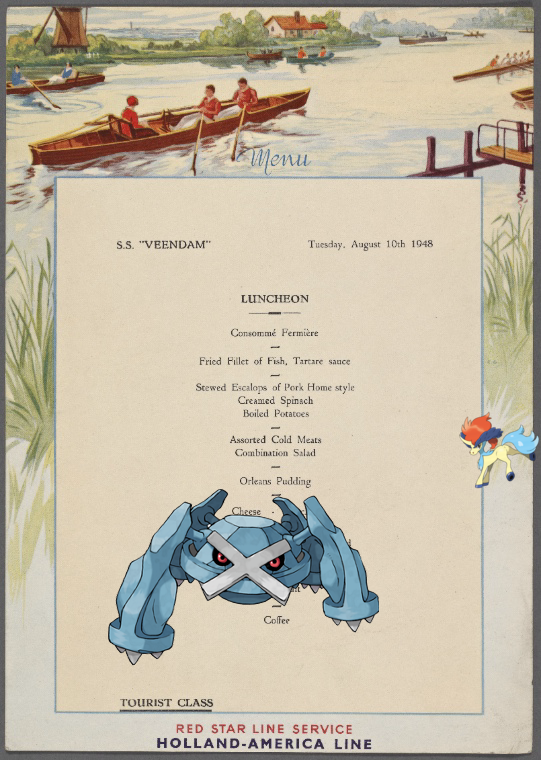 Menu
S.S. "VEENDAM"
Tuesday, August 10th 1948
LUNCHEON
Consommé Fermière
Fried Fillet of Fish, Tartare sauce
Stewed Escalops of Pork Home style
Creamed Spinach
Boiled Potatoes
Assorted Cold Meats
Combination Salad
Orleans Pudding
Cheese
Coffee
TOURIST CLASS
RED STAR LINE SERVICE
HOLLAND-AMERICA LINE